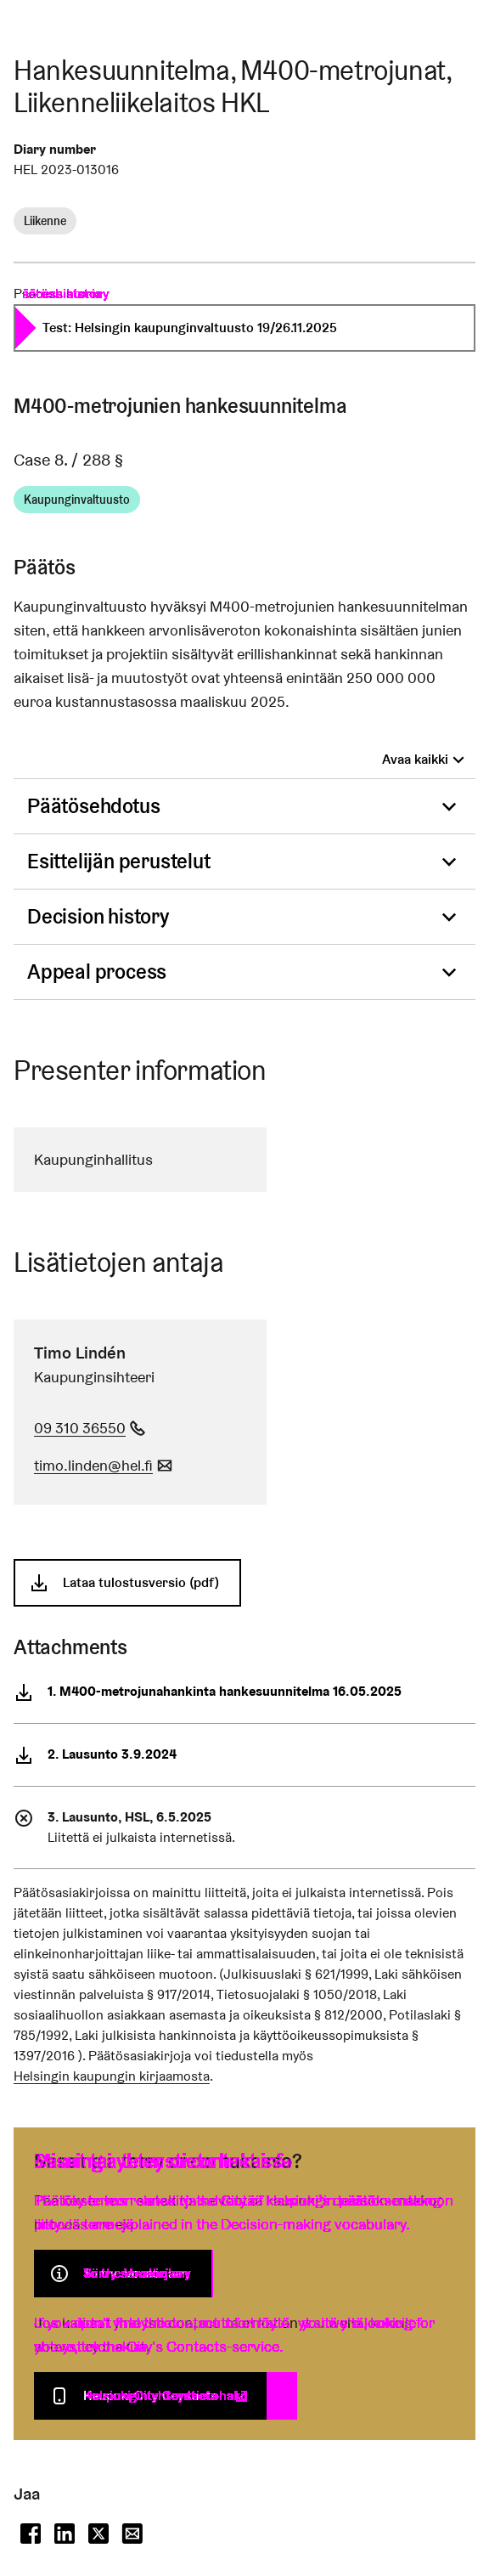 Hankesuunnitelma, M400-metrojunat,
Liikenneliikelaitos HKL
Diary number
HEL 2023-013016
Liikenne
Test: Helsingin kaupunginvaltuusto 19/26.11.2025
M400-metrojunien hankesuunnitelma
Case 8. / 288 §
Kaupunginvaltuusto
Päätös
Kaupunginvaltuusto hyväksyi M400-metrojunien hankesuunnitelman
siten, että hankkeen arvonlisäveroton kokonaishinta sisältäen junien
toimitukset ja projektiin sisältyvät erillishankinnat sekä hankinnan
aikaiset lisä- ja muutostyöt ovat yhteensä enintään 250 000 000
euroa kustannustasossa maaliskuu 2025.
Avaa kaikki
Päätösehdotus
Esittelijän perustelut
Decision history
Appeal process
Presenter information
Kaupunginhallitus
Lisätietojen antaja
Timo Lindén
Kaupunginsihteeri
09 310 36550
timo.linden@hel.fi
Lataa tulostusversio (pdf)
Attachments
1. M400-metrojunahankinta hankesuunnitelma 16.05.2025
2. Lausunto 3.9.2024
3. Lausunto, HSL, 6.5.2025
Liitettä ei julkaista internetissä.
Päätösasiakirjoissa on mainittu liitteitä, joita ei julkaista internetissä. Pois
jätetään liitteet, jotka sisältävät salassa pidettäviä tietoja, tai joissa olevien
tietojen julkistaminen voi vaarantaa yksityisyyden suojan tai
elinkeinonharjoittajan liike- tai ammattisalaisuuden, tai joita ei ole teknisistä
syistä saatu sähköiseen muotoon. (Julkisuuslaki § 621/1999, Laki sähköisen
viestinnän palveluista § 917/2014, Tietosuojalaki § 1050/2018, Laki
sosiaalihuollon asiakkaan asemasta ja oikeuksista § 812/2000, Potilaslaki §
785/1992, Laki julkisista hankinnoista ja käyttöoikeussopimuksista §
1397/2016 ). Päätösasiakirjoja voi tiedustella myös
Helsingin kaupungin kirjaamosta.
explained in the Decision-making vocabulary.
City's Contacts-service.
Jaa